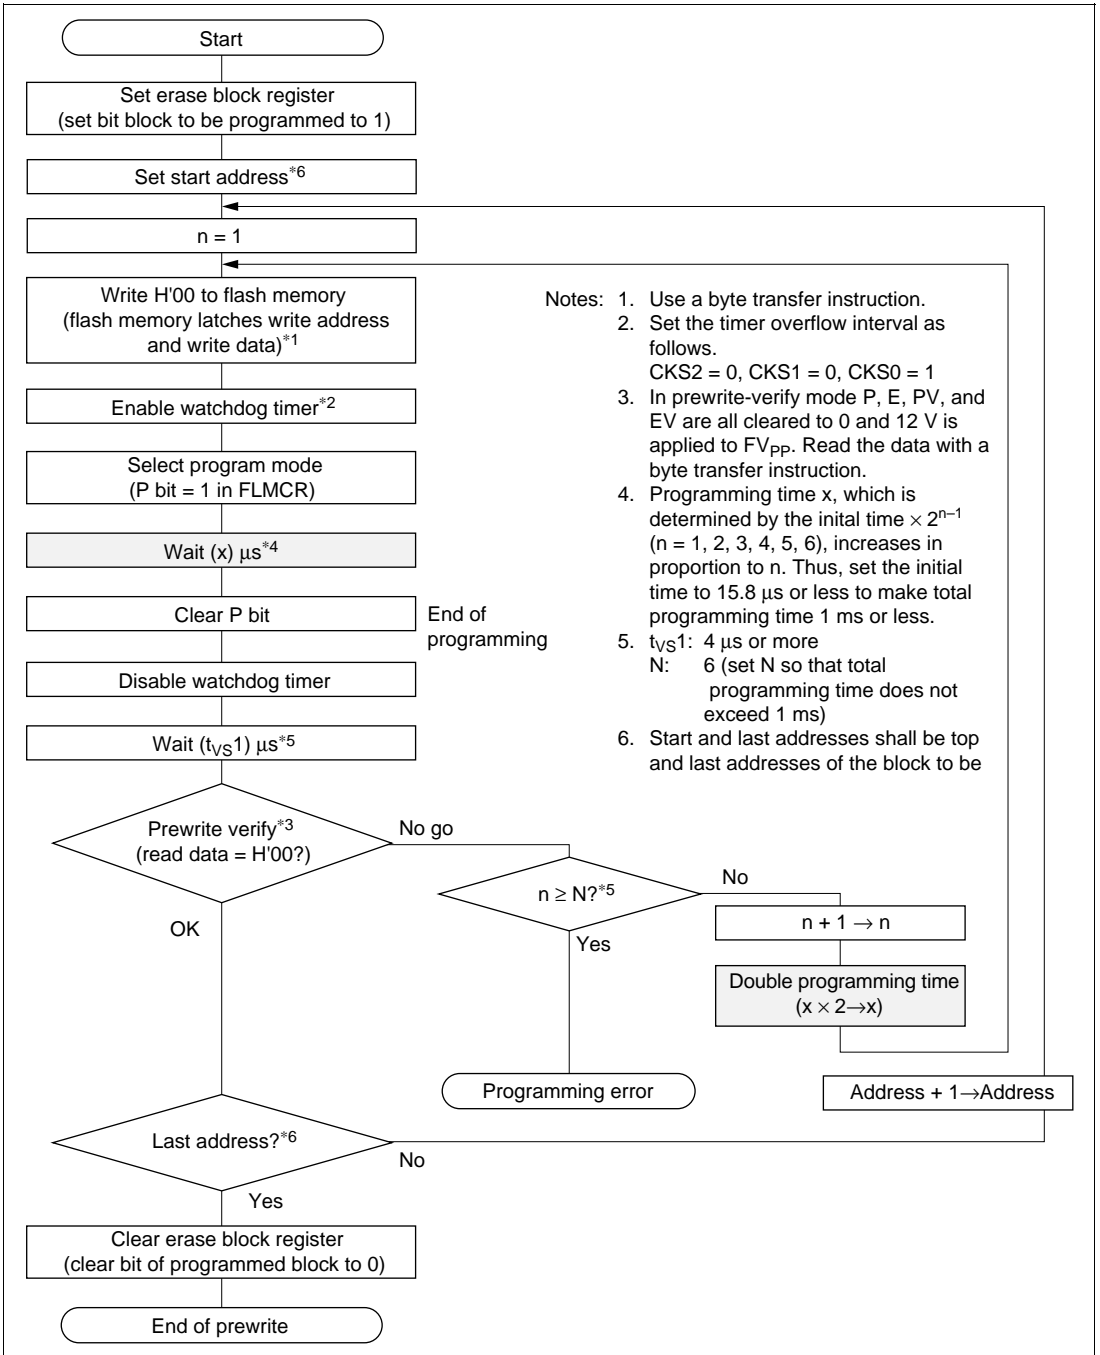 Start
Set erase block register
(set bit block to be programmed to 1)
Set start address*6
n = 1
Write H'00 to flash memory
(flash memory latches write address
and write data)*1
Enable watchdog timer*2
Select program mode
(P bit = 1 in FLMCR)
Wait (x) μs*4
Clear P bit
End of
programming
Disable watchdog timer
Wait (tVS1) μs*5
Prewrite verify*3
(read data = H'00?)
No go
OK
n ≥ N?*5
No
Yes
n + 1 → n
Double programming time
(x × 2→x)
Programming error
Address + 1→Address
Last address?*6
No
Yes
Clear erase block register
(clear bit of programmed block to 0)
End of prewrite
Notes: 1. Use a byte transfer instruction.
2. Set the timer overflow interval as
follows.
CKS2 = 0, CKS1 = 0, CKS0 = 1
3. In prewrite-verify mode P, E, PV, and
EV are all cleared to 0 and 12 V is
applied to FVPP. Read the data with a
byte transfer instruction.
4. Programming time x, which is
determined by the inital time × 2n–1
(n = 1, 2, 3, 4, 5, 6), increases in
proportion to n. Thus, set the initial
time to 15.8 μs or less to make total
programming time 1 ms or less.
5. tVS1: 4 μs or more
N: 6 (set N so that total
programming time does not
exceed 1 ms)
6. Start and last addresses shall be top
and last addresses of the block to be